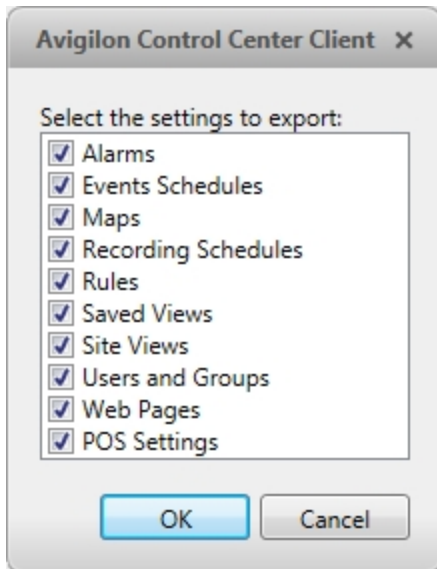 Avigilon Control Center Client
Select the settings to export:
Alarms
Events Schedules
Maps
Recording Schedules
Rules
Saved Views
Site Views
Users and Groups
Web Pages
POS Settings
OK
Cancel